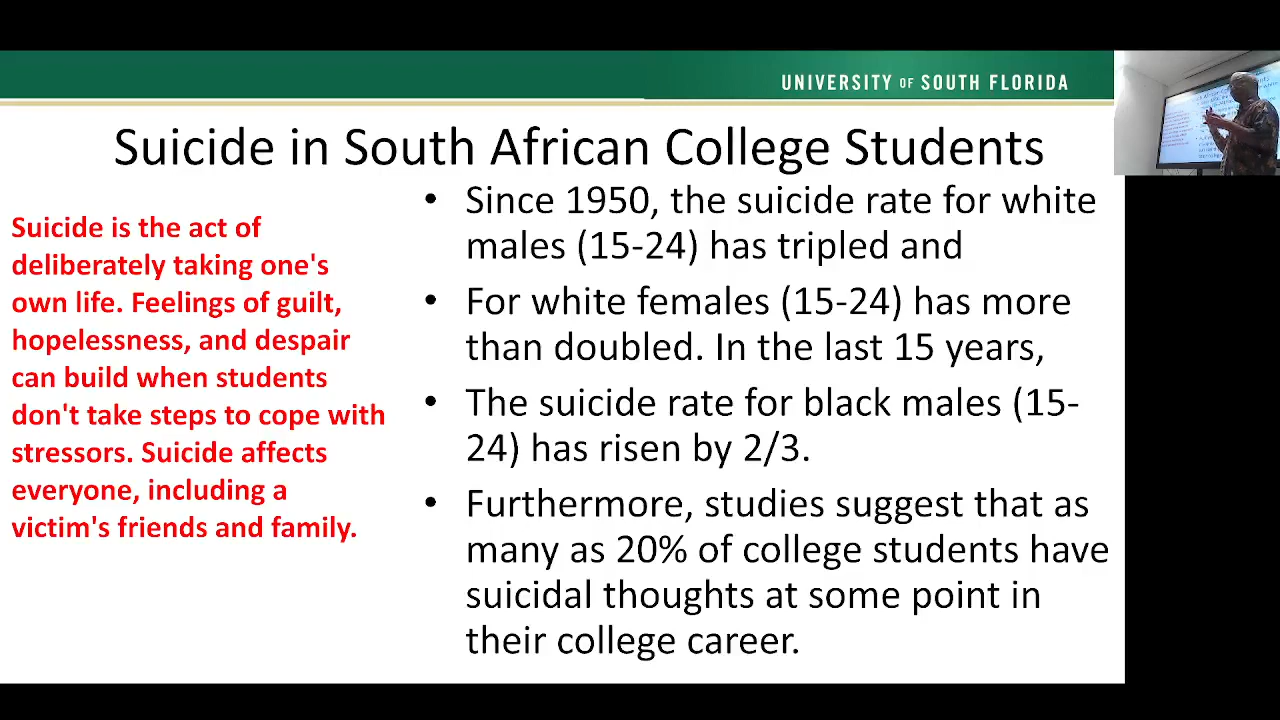 UNIVERSITY OF SOUTH FLORIDA
Suicide in South African College Students
Suicide is the act of
deliberately taking one's
own life. Feelings of guilt,
hopelessness, and despair
can build when students
don't take steps to cope with
stressors. Suicide affects
everyone, including a
victim's friends and family.
• Since 1950, the suicide rate for white
males (15-24) has tripled and
• For white females (15-24) has more
than doubled. In the last 15 years,
• The suicide rate for black males (15-
24) has risen by 2/3.
• Furthermore, studies suggest that as
many as 20% of college students have
suicidal thoughts at some point in
their college career.